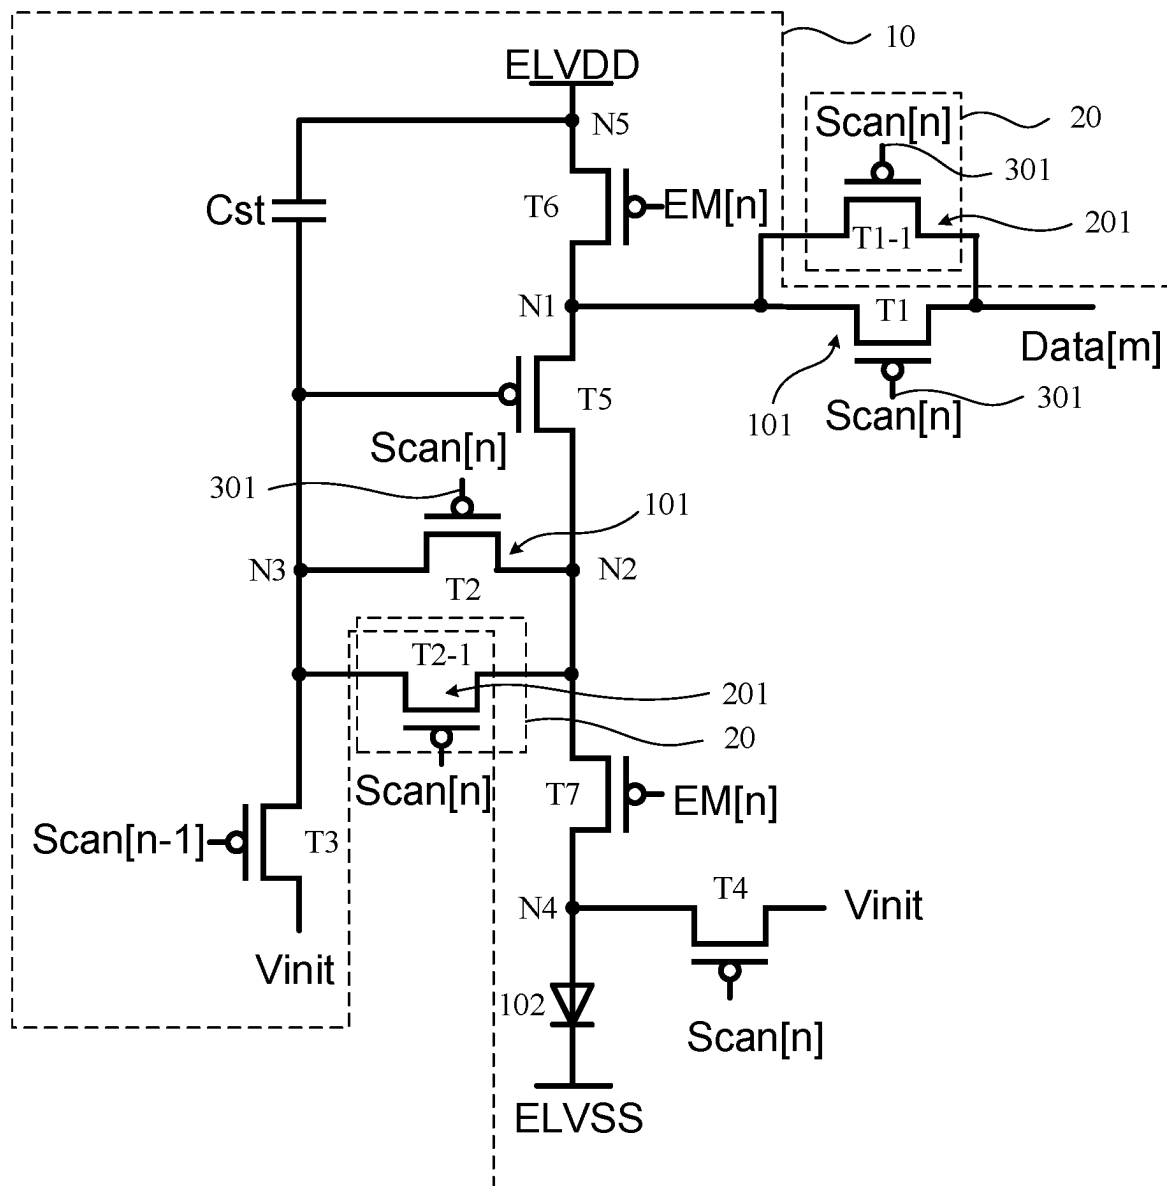 10
ELVDD
N5
Scan[n]
20
301
Cst
T6
EM[n]
T1-1
201
N1
T1
Data[m]
T5
101
301
Scan[n]
Scan[n]
301
101
N3
T2
N2
T2-1
201
20
Scan[n]
T7
EM[n]
Scan[n-1]
T3
T4
N4
Vinit
Vinit
102
Scan[n]
ELVSS